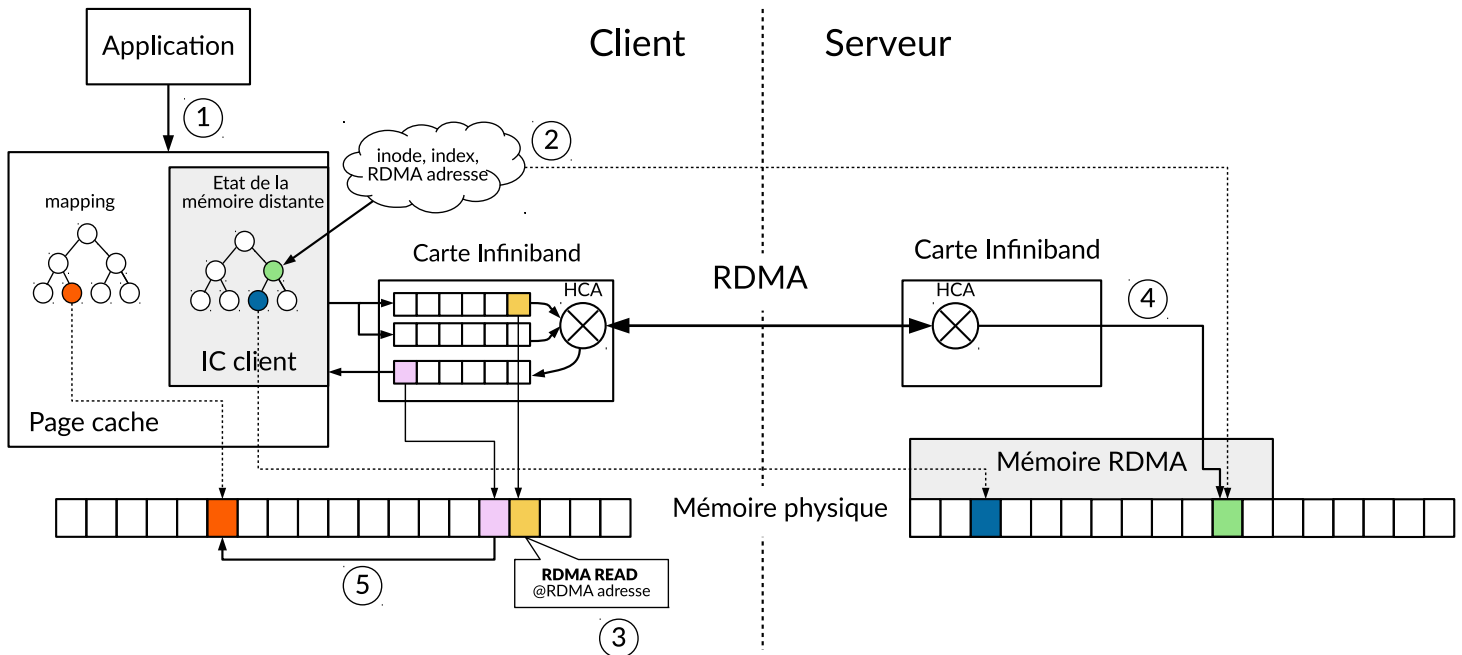 Application
Client
Serveur
1
2
inode, index,
RDMA adresse
Etat de la
mémoire distante
mapping
Carte Infiniband
Carte Infiniband
RDMA
HCA
HCA
4
IC client
Page cache
Mémoire RDMA
Mémoire physique
RDMA READ
@RDMA adresse
5
3